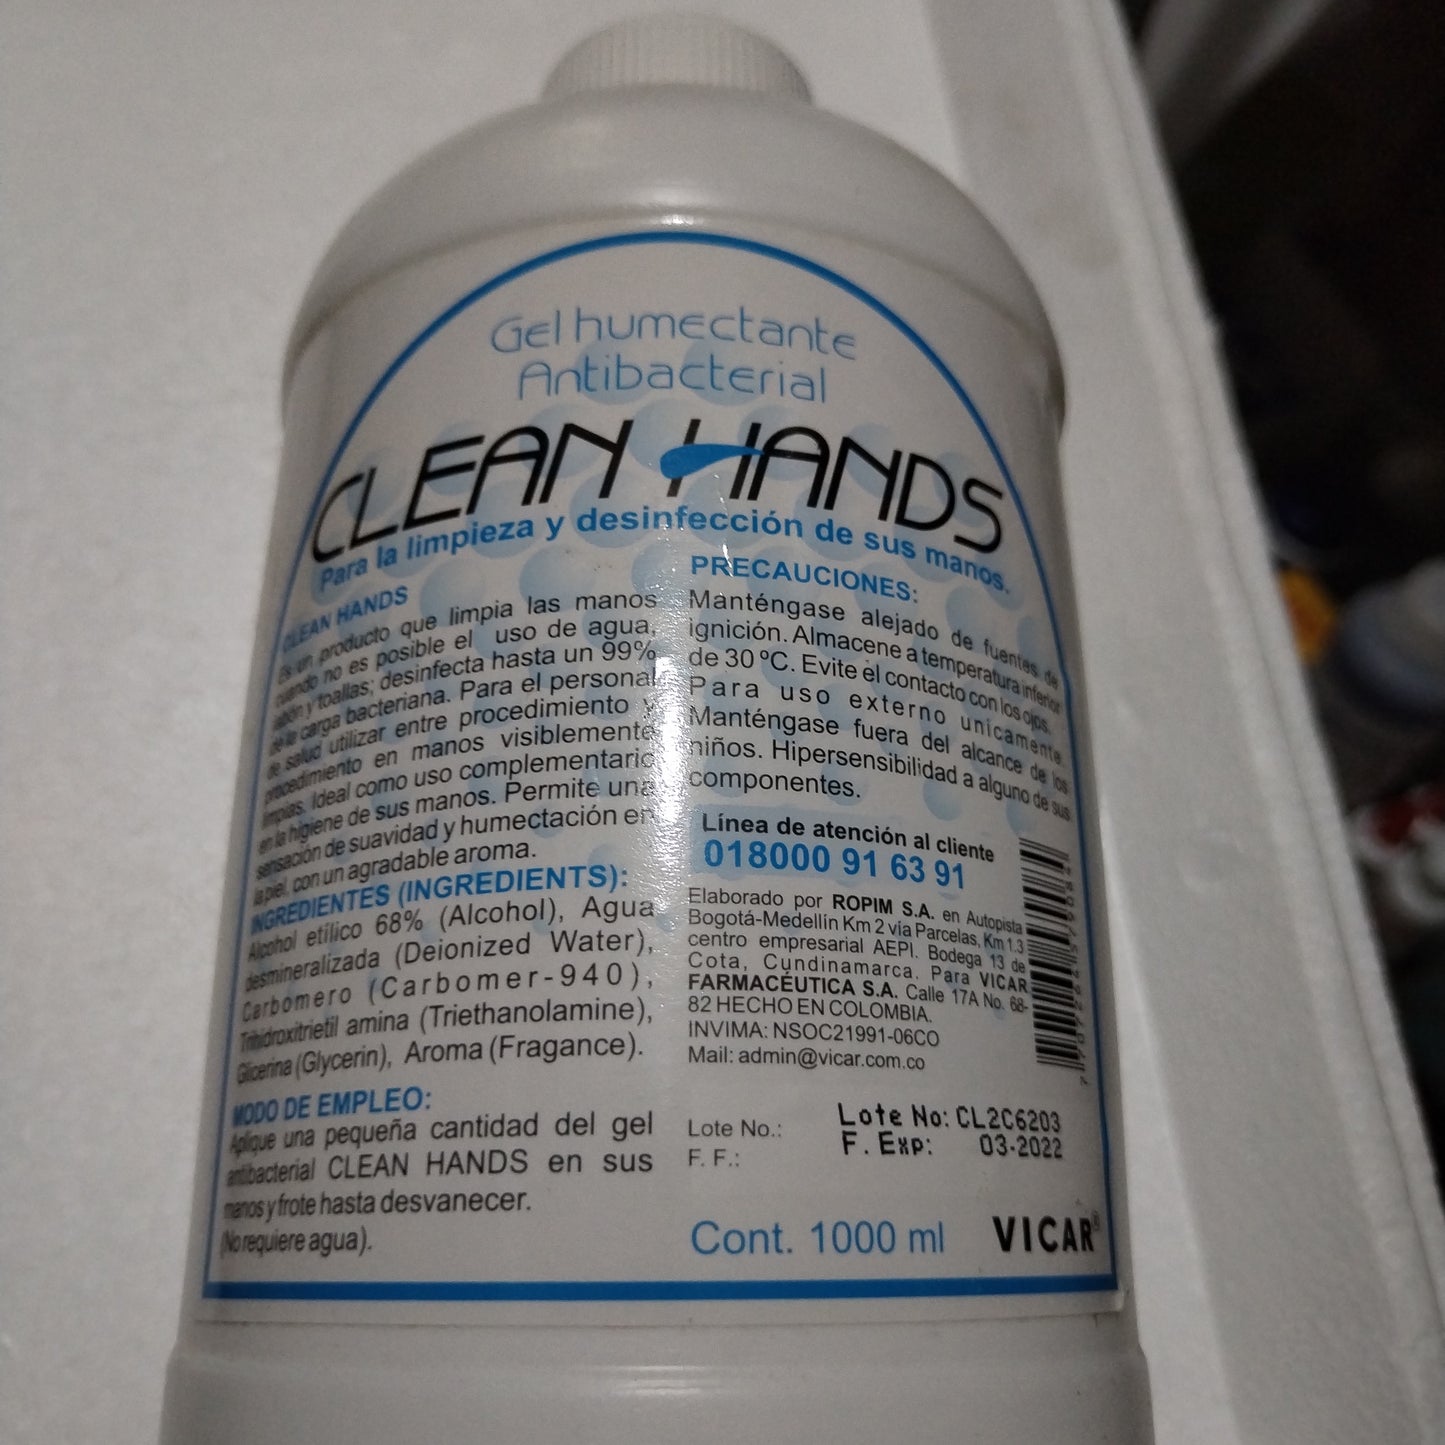 Gel humectante
Antibacterial
CLEAN HANDS
Para la limpieza y desinfección de sus manos.
CLEAN HANDS
Es un producto que limpia las manos
cuando no es posible el uso de agua,
jabón y toallas; desinfecta hasta un 99%
de la carga bacteriana. Para el personal
de salud utilizar entre procedimiento y
procedimiento en manos visiblemente
limpias. Ideal como uso complementario
en la higiene de sus manos. Permite una
sensación de suavidad y humectación en
la piel, con un agradable aroma.
INGREDIENTES (INGREDIENTS):
Alcohol etílico 68% (Alcohol), Agua
desmineralizada (Deionized Water),
Carbomero (Carbomer-940),
Trihidroxitrietil amina (Triethanolamine),
Glicerina (Glycerin), Aroma (Fragance).
MODO DE EMPLEO:
Aplique una pequeña cantidad del gel
antibacterial CLEAN HANDS en sus
manos y frote hasta desvanecer.
(No requiere agua).
PRECAUCIONES:
Manténgase alejado de fuentes de
ignición. Almacene a temperatura inferior
de 30 ºC. Evite el contacto con los ojos.
Para uso externo unicamente.
Manténgase fuera del alcance de los
niños. Hipersensibilidad a alguno de sus
componentes.
Línea de atención al cliente
018000 91 63 91
Elaborado por ROPIM S.A. en Autopista
Bogotá-Medellín Km 2 vía Parcelas, Km 1.3
centro empresarial AEPI. Bodega 13 de
Cota, Cundinamarca. Para VICAR
FARMACÉUTICA S.A. Calle 17A No. 68-
82 HECHO EN COLOMBIA.
INVIMA: NSOC21991-06CO
Mail: admin@vicar.com.co
Lote No.: Lote No: CL2C6203
F. F.: F. Exp: 03-2022
Cont. 1000 ml VICAR®